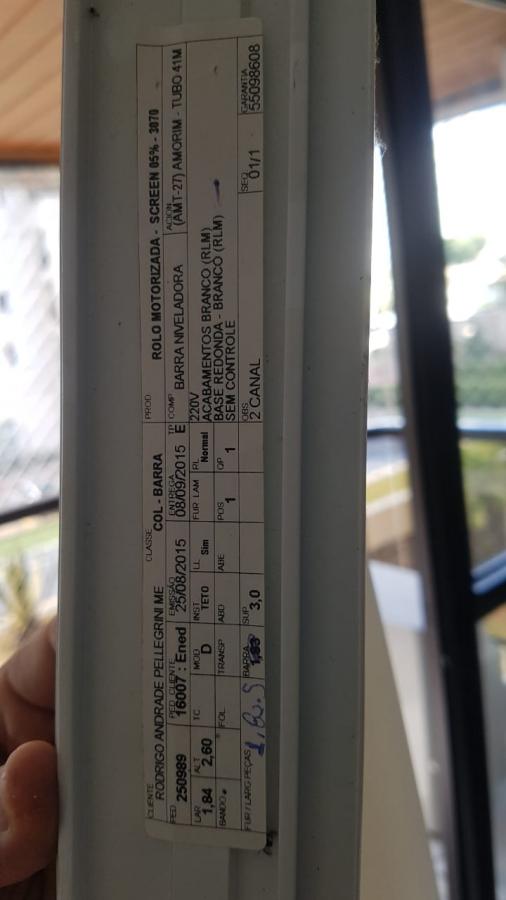 CLIENTE CLASSE PROD
RODRIGO ANDRADE PELLEGRINI ME COL - BARRA ROLO MOTORIZADA - SCREEN 05% - 3070
PED PED CLIENTE EMISSÃO ENTREGA TP COMP ACION
250989 16007 : Ened 25/08/2015 08/09/2015 E BARRA NIVELADORA (AMT-27) AMORIM - TUBO 41M
LAR ALT TC MOD INST LL FUR LAM RL 220V
1,84 2,60 D TETO Sim Normal ACABAMENTOS BRANCO (RLM)
BANDO FOL TRANSP ABD ABE POS QP BASE REDONDA - BRANCO (RLM)
1 1 SEM CONTROLE
FUR / LARG PEÇAS BARRA SUP OBS SEQ GARANTIA
3,0 2 CANAL 01/1 55098608